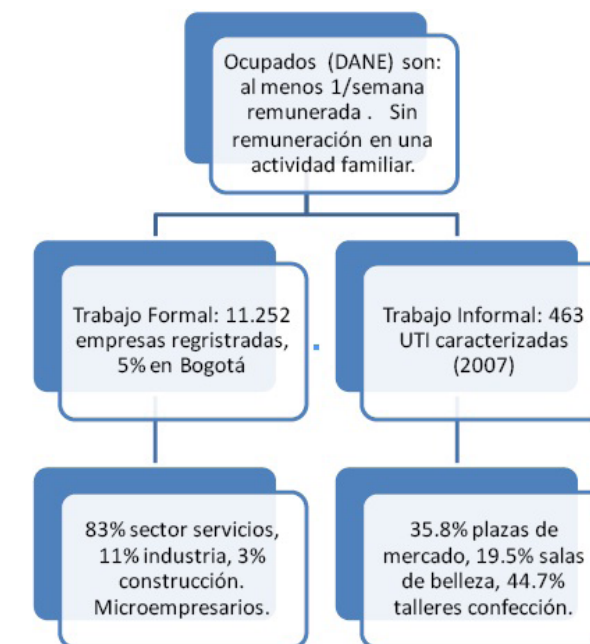 Ocupados (DANE) son:
al menos 1/semana
remunerada . Sin
remuneración en una
actividad familiar.
Trabajo Formal: 11.252
empresas regristradas,
5% en Bogotá
Trabajo Informal: 463
UTI caracterizadas
(2007)
83% sector servicios,
11% industria, 3%
construcción.
Microempresarios.
35.8% plazas de
mercado, 19.5% salas
de belleza, 44.7%
talleres confección.